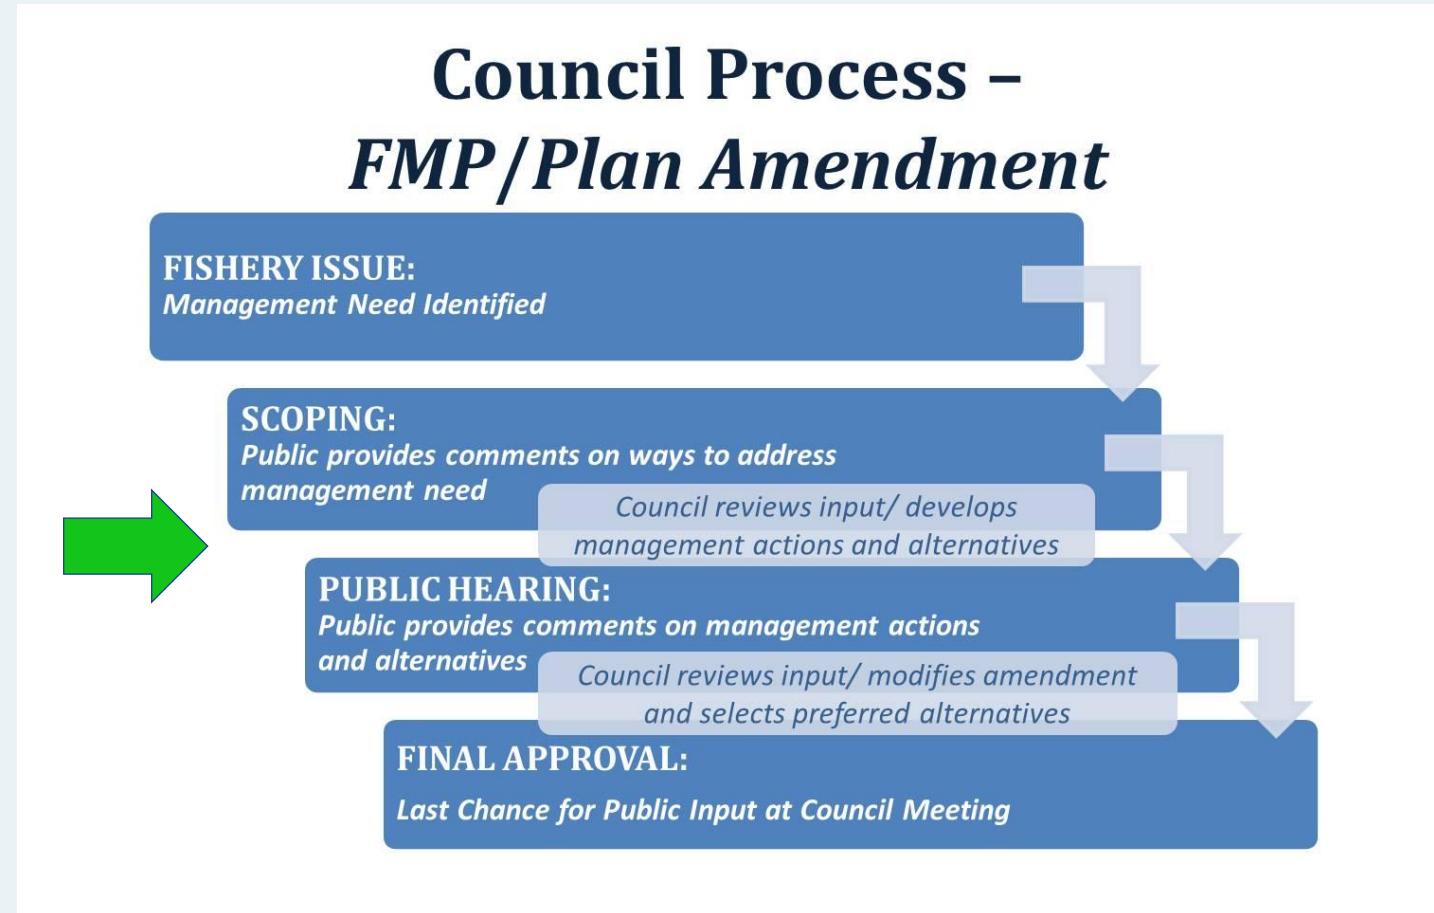 Council Process –
FMP/Plan Amendment
FISHERY ISSUE:
Management Need Identified
SCOPING:
Public provides comments on ways to address
management need
Council reviews input/ develops
management actions and alternatives
PUBLIC HEARING:
Public provides comments on management actions
and alternatives
Council reviews input/ modifies amendment
and selects preferred alternatives
FINAL APPROVAL:
Last Chance for Public Input at Council Meeting